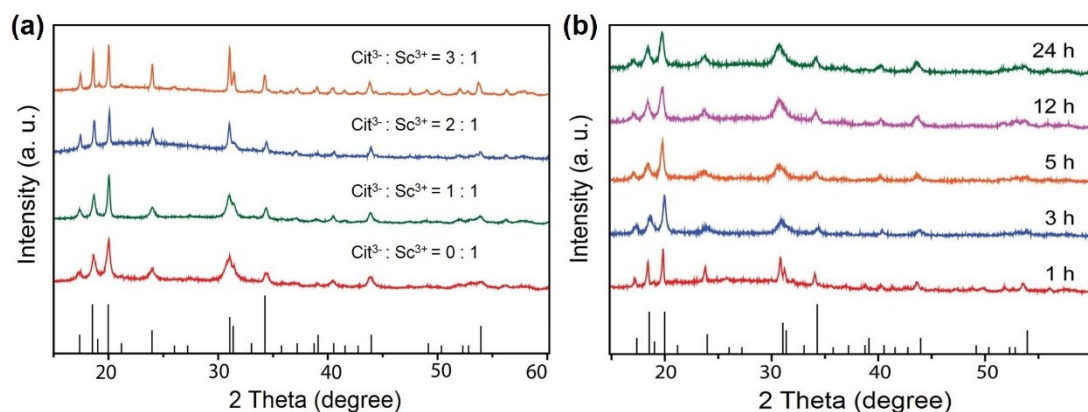 (a)
Intensity (a. u.)
Cit³⁻ : Sc³⁺ = 3 : 1
Cit³⁻ : Sc³⁺ = 2 : 1
Cit³⁻ : Sc³⁺ = 1 : 1
Cit³⁻ : Sc³⁺ = 0 : 1
20 30 40 50 60
2 Theta (degree)
(b)
Intensity (a. u.)
24 h
12 h
5 h
3 h
1 h
20 30 40 50
2 Theta (degree)